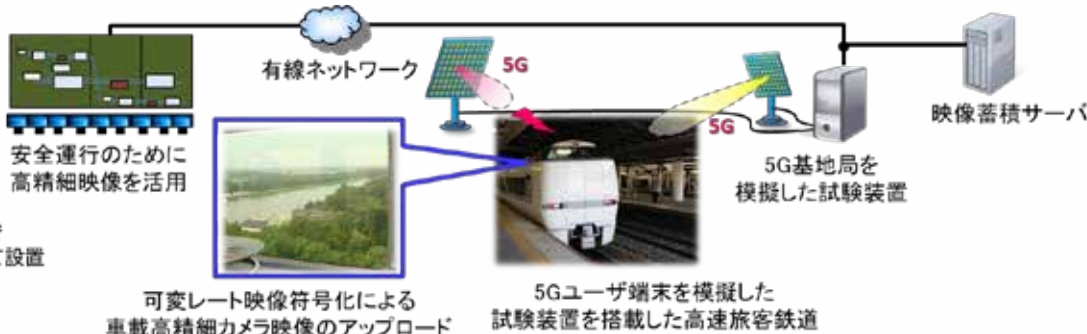 有線ネットワーク
5G
5G
映像蓄積サーバ
安全運行のために
高精細映像を活用
5G基地局を
模擬した試験装置
設置
可変レート映像符号化による
車載高精細カメラ映像のアップロード
5Gユーザ端末を模擬した
試験装置を搭載した高速旅客鉄道